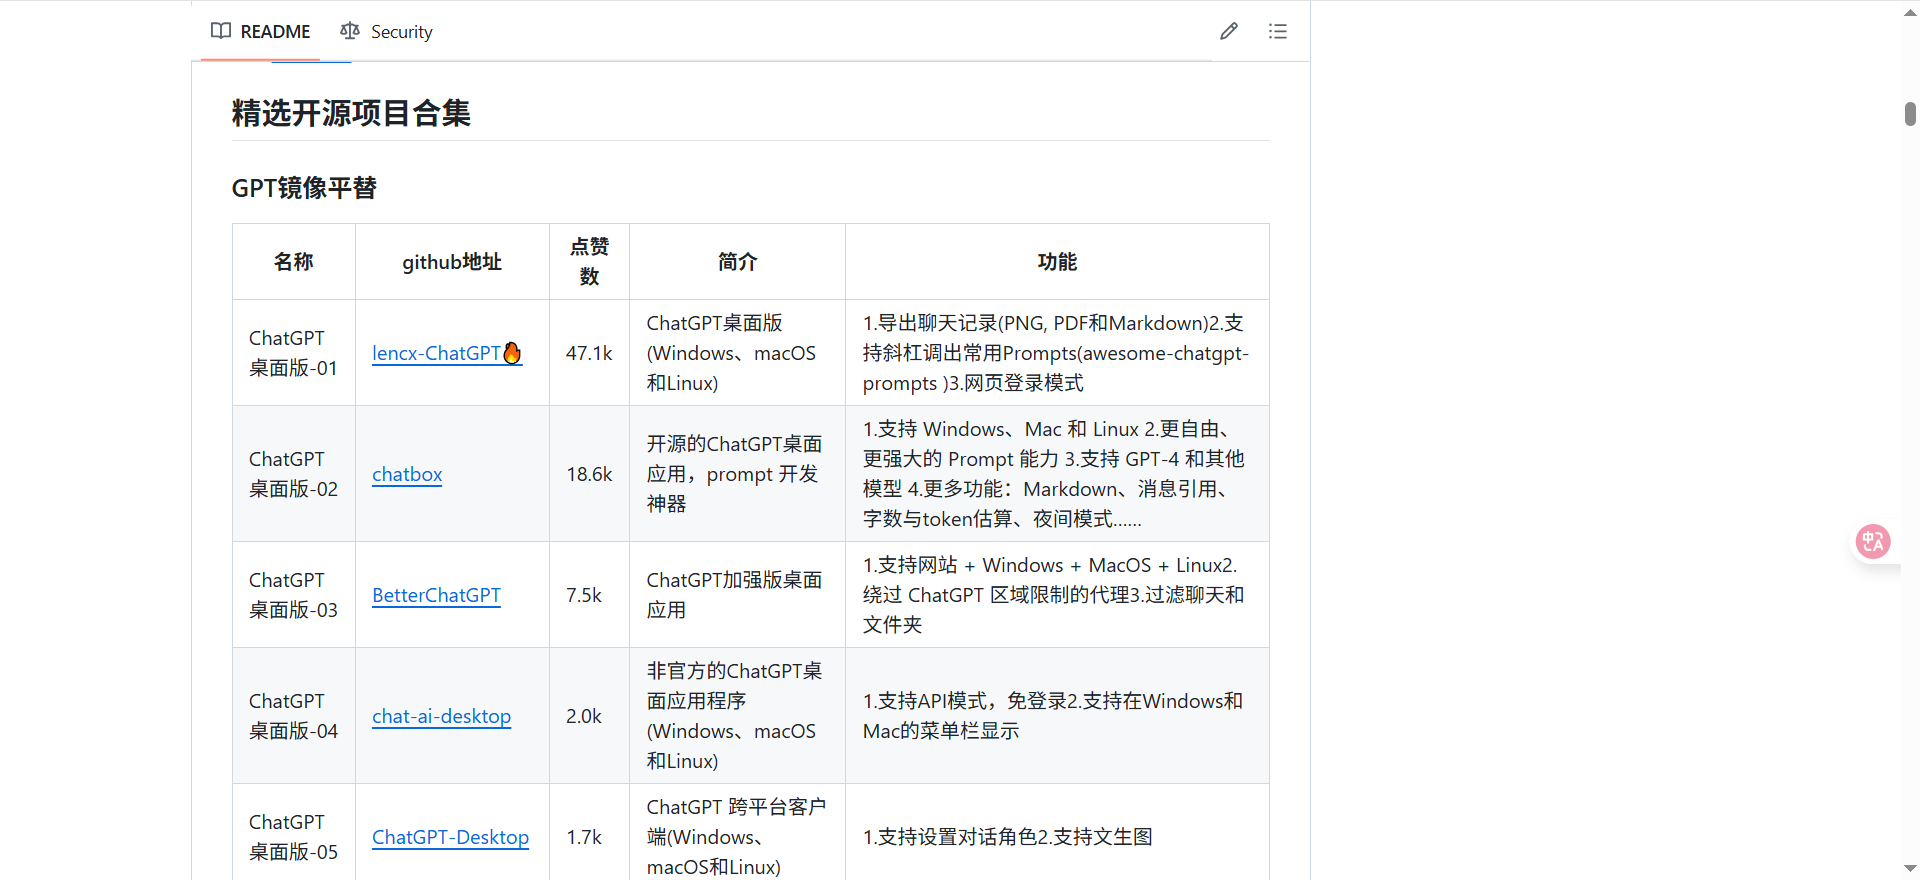 README
Security
精选开源项目合集
GPT镜像平替
名称
github地址
点赞
数
简介
功能
ChatGPT
桌面版-01
lencx-ChatGPT🔥
47.1k
ChatGPT桌面版
(Windows、macOS
和Linux)
1.导出聊天记录(PNG, PDF和Markdown)2.支
持斜杠调出常用Prompts(awesome-chatgpt-
prompts )3.网页登录模式
ChatGPT
桌面版-02
chatbox
18.6k
开源的ChatGPT桌面
应用，prompt 开发
神器
1.支持 Windows、Mac 和 Linux 2.更自由、
更强大的 Prompt 能力 3.支持 GPT-4 和其他
模型 4.更多功能：Markdown、消息引用、
字数与token估算、夜间模式……
ChatGPT
桌面版-03
BetterChatGPT
7.5k
ChatGPT加强版桌面
应用
1.支持网站 + Windows + MacOS + Linux2.
绕过 ChatGPT 区域限制的代理3.过滤聊天和
文件夹
ChatGPT
桌面版-04
chat-ai-desktop
2.0k
非官方的ChatGPT桌
面应用程序
(Windows、macOS
和Linux)
1.支持API模式，免登录2.支持在Windows和
Mac的菜单栏显示
ChatGPT
桌面版-05
ChatGPT-Desktop
1.7k
ChatGPT 跨平台客户
端(Windows、
macOS和Linux)
1.支持设置对话角色2.支持文生图
中
A